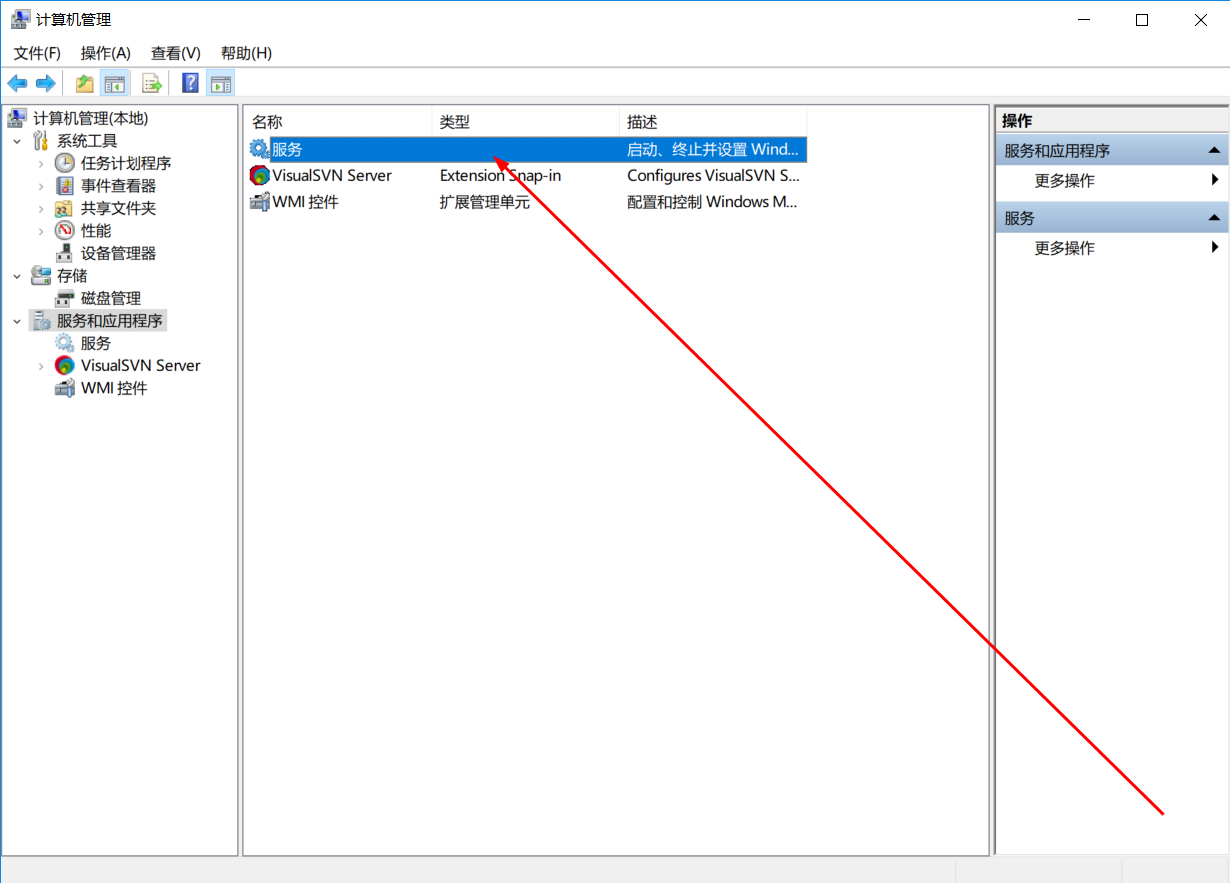 计算机管理
文件(F) 操作(A) 查看(V) 帮助(H)
计算机管理(本地)
系统工具
任务计划程序
事件查看器
共享文件夹
性能
设备管理器
存储
磁盘管理
服务和应用程序
服务
VisualSVN Server
WMI 控件
名称 类型 描述
服务 启动、终止并设置 Wind...
VisualSVN Server Extension Snap-in Configures VisualSVN S...
WMI 控件 扩展管理单元 配置和控制 Windows M...
操作
服务和应用程序
更多操作
服务
更多操作